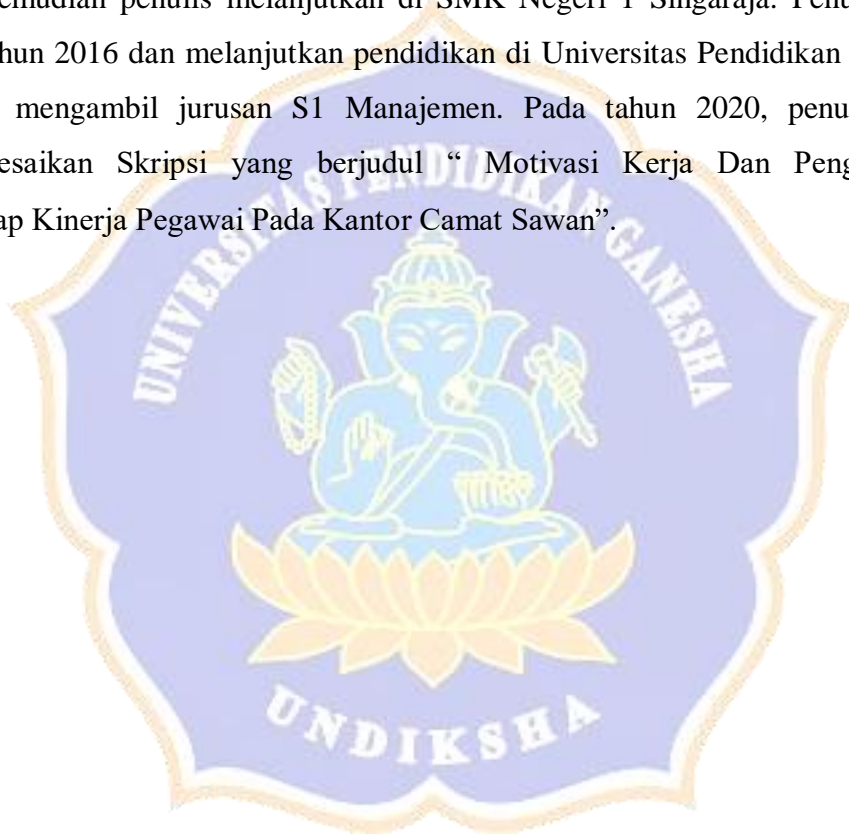 emudian penulis melanjutkan di SMK Negeri 1 Singaraja. Penu
hun 2016 dan melanjutkan pendidikan di Universitas Pendidikan
mengambil jurusan S1 Manajemen. Pada tahun 2020, penu
esaikan Skripsi yang berjudul “ Motivasi Kerja Dan Peng
ap Kinerja Pegawai Pada Kantor Camat Sawan”.
UNIVERSITAS PENDIDIKAN GANESHA
UNDIKSHA